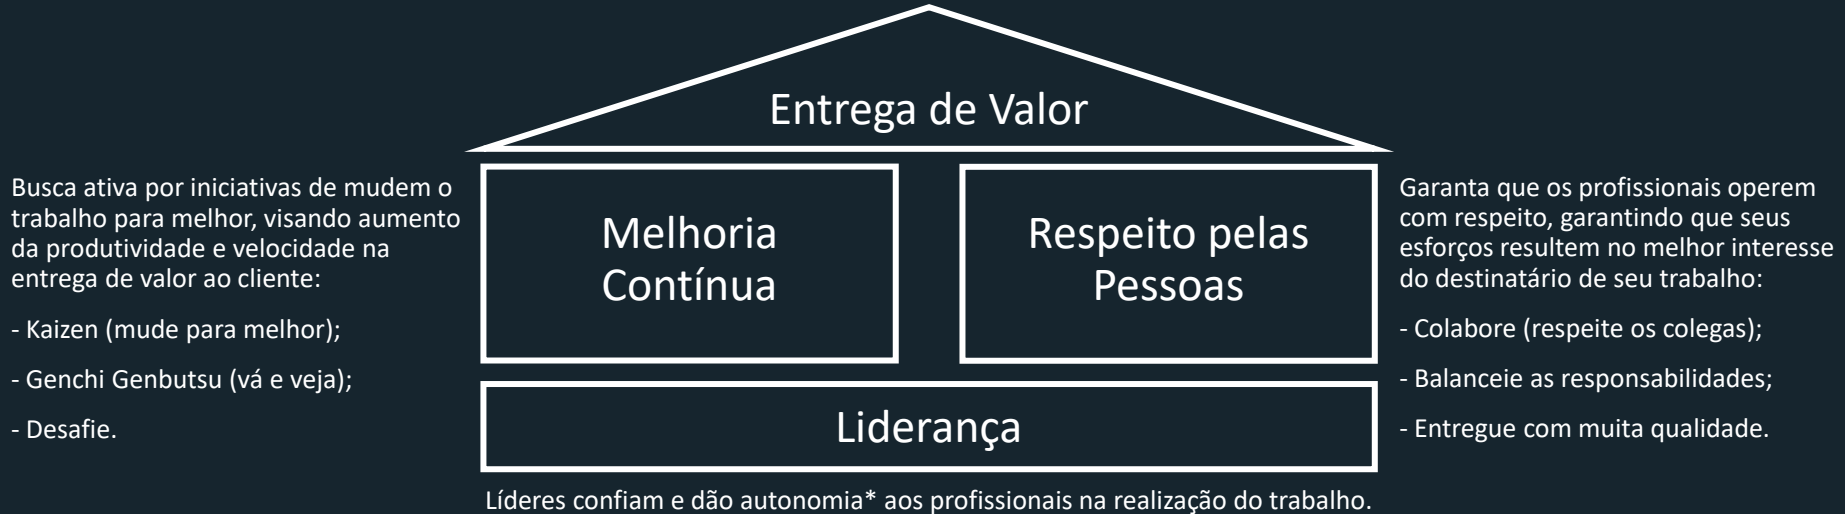 Entrega de Valor
Busca ativa por iniciativas de mudem o
trabalho para melhor, visando aumento
da produtividade e velocidade na
entrega de valor ao cliente:
- Kaizen (mude para melhor);
- Genchi Genbutsu (vá e veja);
- Desafie.
Melhoria
Contínua
Respeito pelas
Pessoas
Garanta que os profissionais operem
com respeito, garantindo que seus
esforços resultem no melhor interesse
do destinatário de seu trabalho:
- Colabore (respeite os colegas);
- Balanceie as responsabilidades;
- Entregue com muita qualidade.
Liderança
Líderes confiam e dão autonomia* aos profissionais na realização do trabalho.